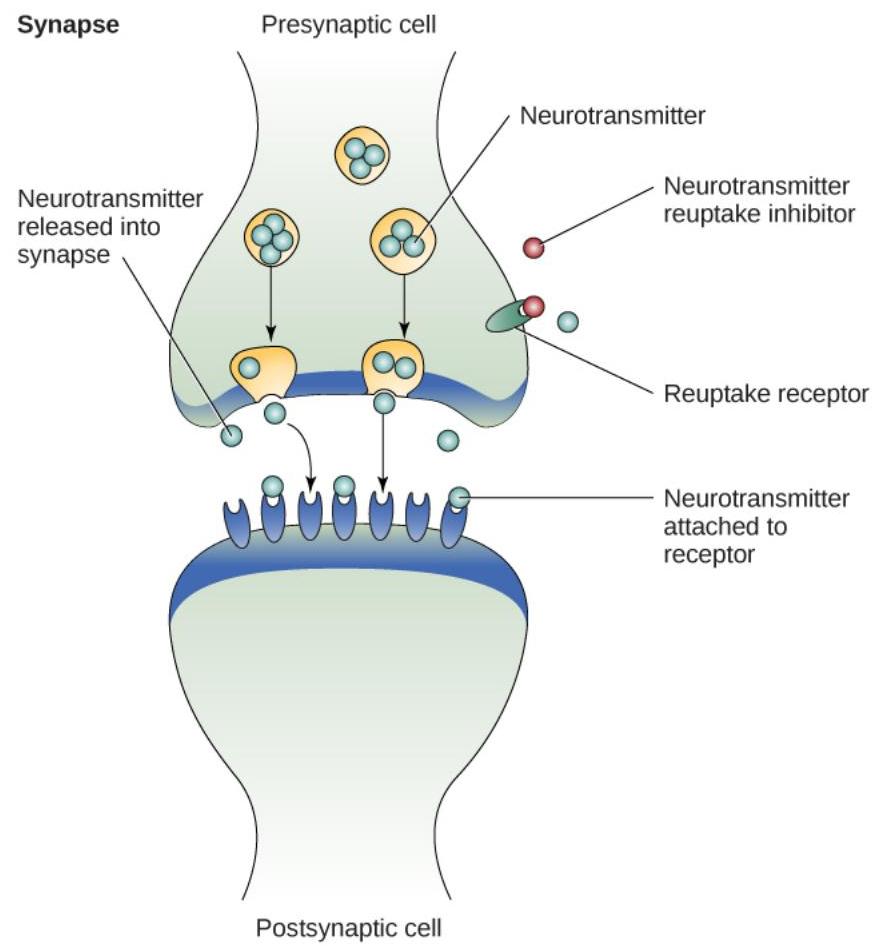 Synapse
Presynaptic cell
Neurotransmitter
Neurotransmitter
reuptake inhibitor
Neurotransmitter
released into
synapse
Reuptake receptor
Neurotransmitter
attached to
receptor
Postsynaptic cell